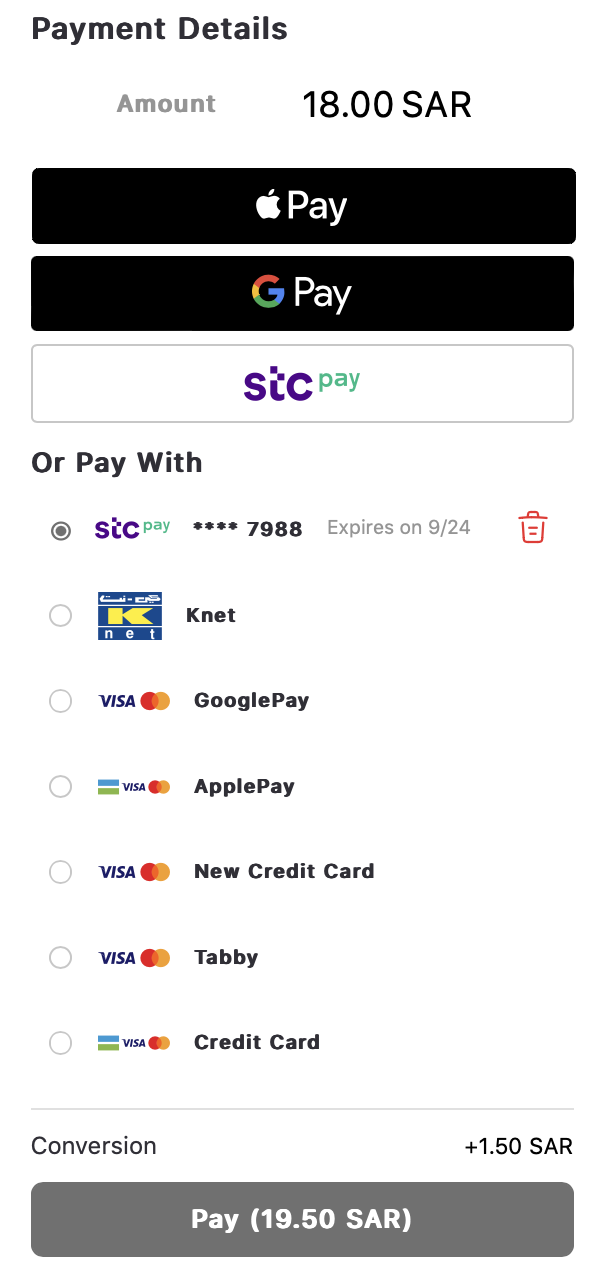 Payment Details
Amount 18.00 SAR
Pay
G Pay
stc pay
Or Pay With
stc pay **** 7988 Expires on 9/24
كي-نت
K
n e t
Knet
VISA GooglePay
VISA ApplePay
VISA New Credit Card
VISA Tabby
VISA Credit Card
Conversion +1.50 SAR
Pay (19.50 SAR)